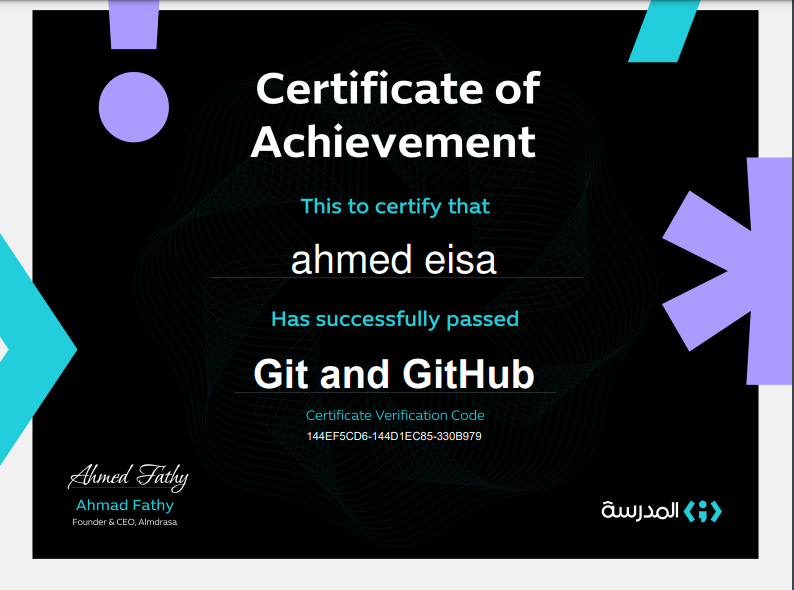 Certificate of
Achievement
This to certify that
ahmed eisa
Has successfully passed
Git and GitHub
Certificate Verification Code
144EF5CD6-144D1EC85-330B979
Ahmed Fathy
Ahmad Fathy
Founder & CEO, Almdrasa
المدرسة